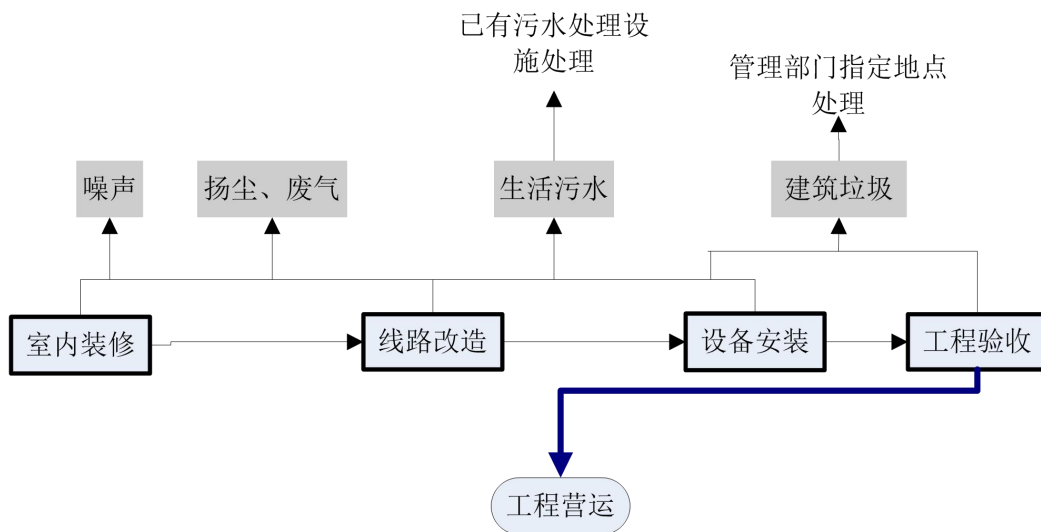 已有污水处理设
施处理
管理部门指定地点
处理
噪声
扬尘、废气
生活污水
建筑垃圾
室内装修
线路改造
设备安装
工程验收
工程营运